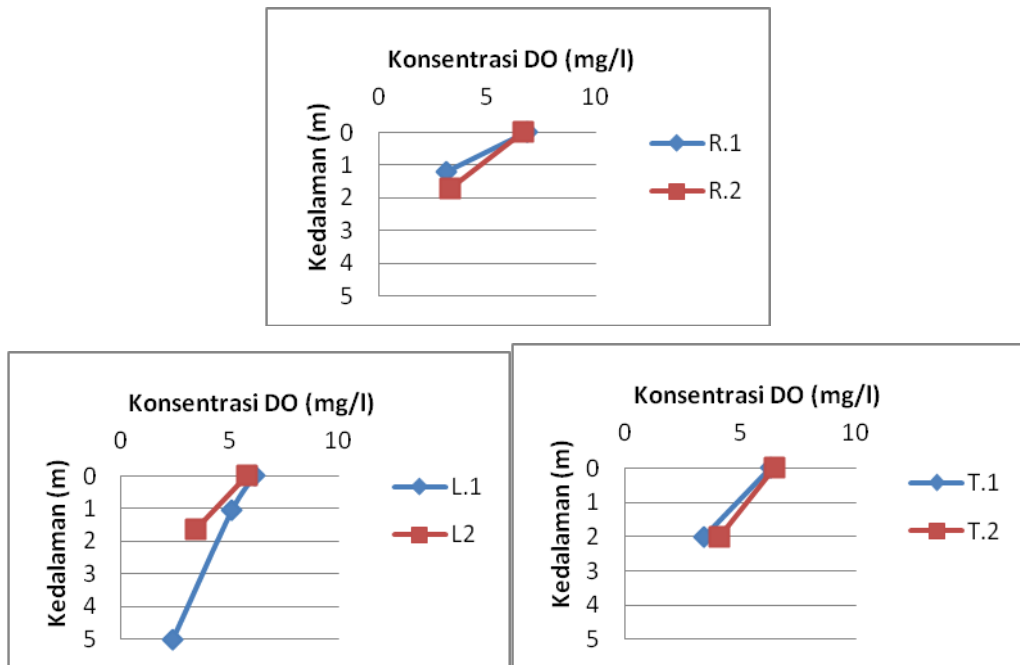 Konsentrasi DO (mg/l)
0 5 10
Kedalaman (m)
0
1
2
3
4
5
R.1
R.2
Konsentrasi DO (mg/l)
0 5 10
Kedalaman (m)
0
1
2
3
4
5
L.1
L2
Konsentrasi DO (mg/l)
0 5 10
Kedalaman (m)
0
1
2
3
4
5
T.1
T.2